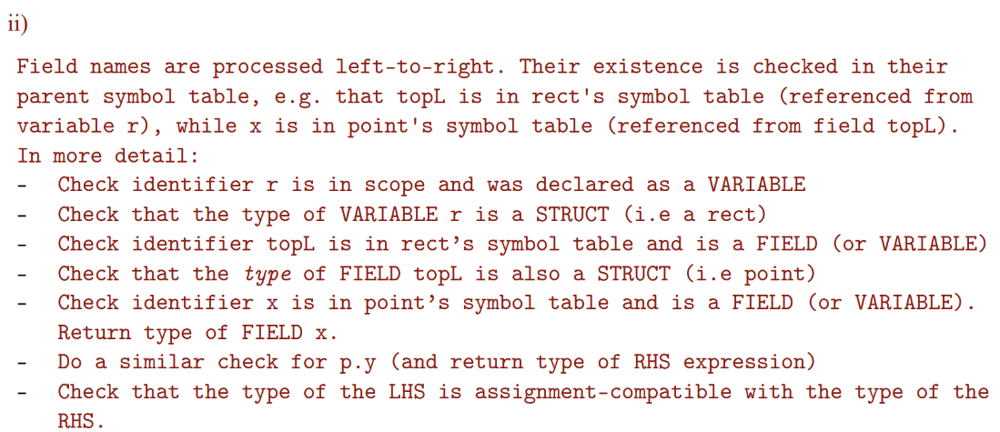 ii)
Field names are processed left-to-right. Their existence is checked in their
parent symbol table, e.g. that topL is in rect's symbol table (referenced from
variable r), while x is in point's symbol table (referenced from field topL).
In more detail:
- Check identifier r is in scope and was declared as a VARIABLE
- Check that the type of VARIABLE r is a STRUCT (i.e a rect)
- Check identifier topL is in rect’s symbol table and is a FIELD (or VARIABLE)
- Check that the type of FIELD topL is also a STRUCT (i.e point)
- Check identifier x is in point’s symbol table and is a FIELD (or VARIABLE).
Return type of FIELD x.
- Do a similar check for p.y (and return type of RHS expression)
- Check that the type of the LHS is assignment-compatible with the type of the
RHS.